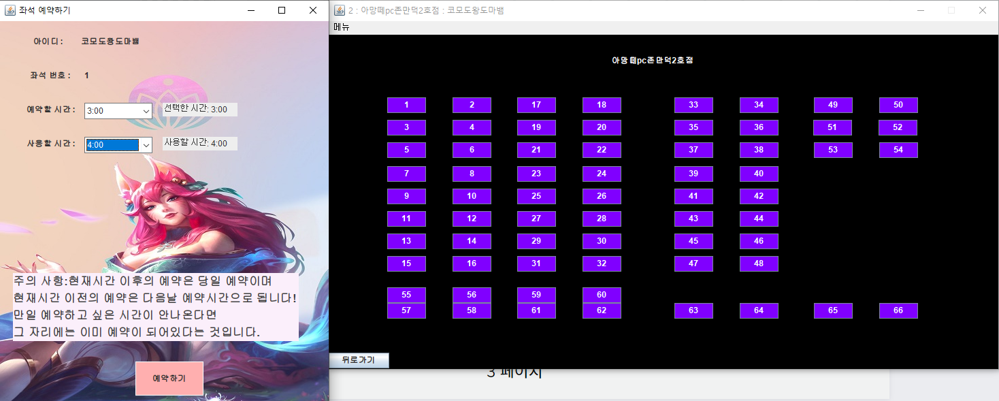 좌석 예약하기
아이디 : 코모도왕도마뱀
좌석 번호 : 1
예약할 시간 : 3:00 선택한 시간: 3:00
사용할 시간 : 4:00 사용할 시간: 4:00
주의 사항:현재시간 이후의 예약은 당일 예약이며
현재시간 이전의 예약은 다음날 예약시간으로 됩니다!
만일 예약하고 싶은 시간이 안나온다면
그 자리에는 이미 예약이 되어있다는 것입니다.
예약하기
2 : 아망떼pc존만덕2호점 : 코모도왕도마뱀
메뉴
아망떼pc존만덕2호점
1 2 17 18 33 34 49 50
3 4 19 20 35 36 51 52
5 6 21 22 37 38 53 54
7 8 23 24 39 40
9 10 25 26 41 42
11 12 27 28 43 44
13 14 29 30 45 46
15 16 31 32 47 48
55 56 59 60
57 58 61 62 63 64 65 66
뒤로가기
3 페이지